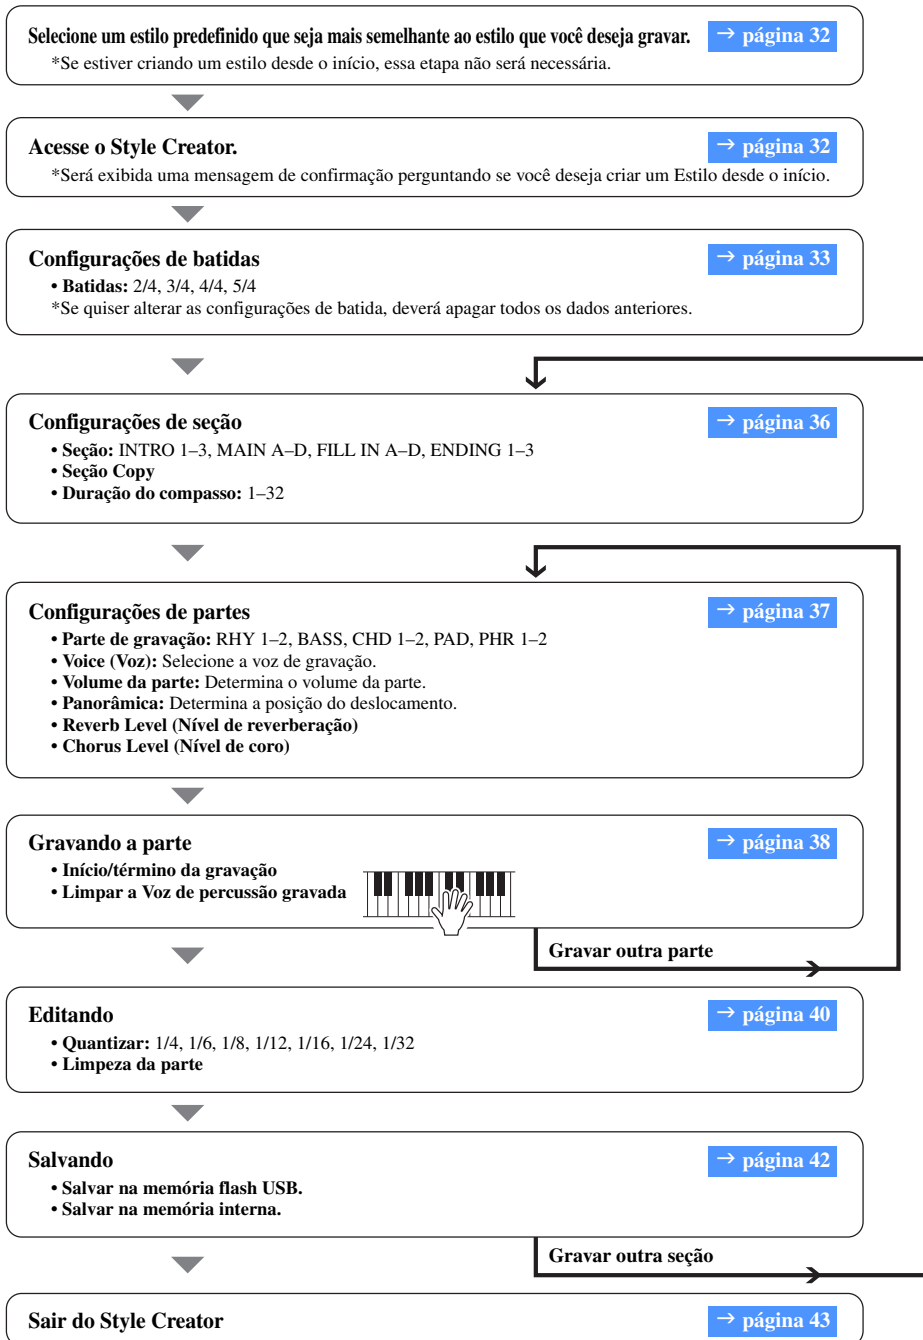 Selecione um estilo predefinido que seja mais semelhante ao estilo que você deseja gravar. → página 32
*Se estiver criando um estilo desde o início, essa etapa não será necessária.
Acesse o Style Creator. → página 32
*Será exibida uma mensagem de confirmação perguntando se você deseja criar um Estilo desde o início.
Configurações de batidas → página 33
• Batidas: 2/4, 3/4, 4/4, 5/4
*Se quiser alterar as configurações de batida, deverá apagar todos os dados anteriores.
Configurações de seção → página 36
• Seção: INTRO 1–3, MAIN A–D, FILL IN A–D, ENDING 1–3
• Seção Copy
• Duração do compasso: 1–32
Configurações de partes → página 37
• Parte de gravação: RHY 1–2, BASS, CHD 1–2, PAD, PHR 1–2
• Voice (Voz): Selecione a voz de gravação.
• Volume da parte: Determina o volume da parte.
• Panorâmica: Determina a posição do deslocamento.
• Reverb Level (Nível de reverberação)
• Chorus Level (Nível de coro)
Gravando a parte → página 38
• Início/término da gravação
• Limpar a Voz de percussão gravada
Gravar outra parte
Editando → página 40
• Quantizar: 1/4, 1/6, 1/8, 1/12, 1/16, 1/24, 1/32
• Limpeza da parte
Salvando → página 42
• Salvar na memória flash USB.
• Salvar na memória interna.
Gravar outra seção
Sair do Style Creator → página 43